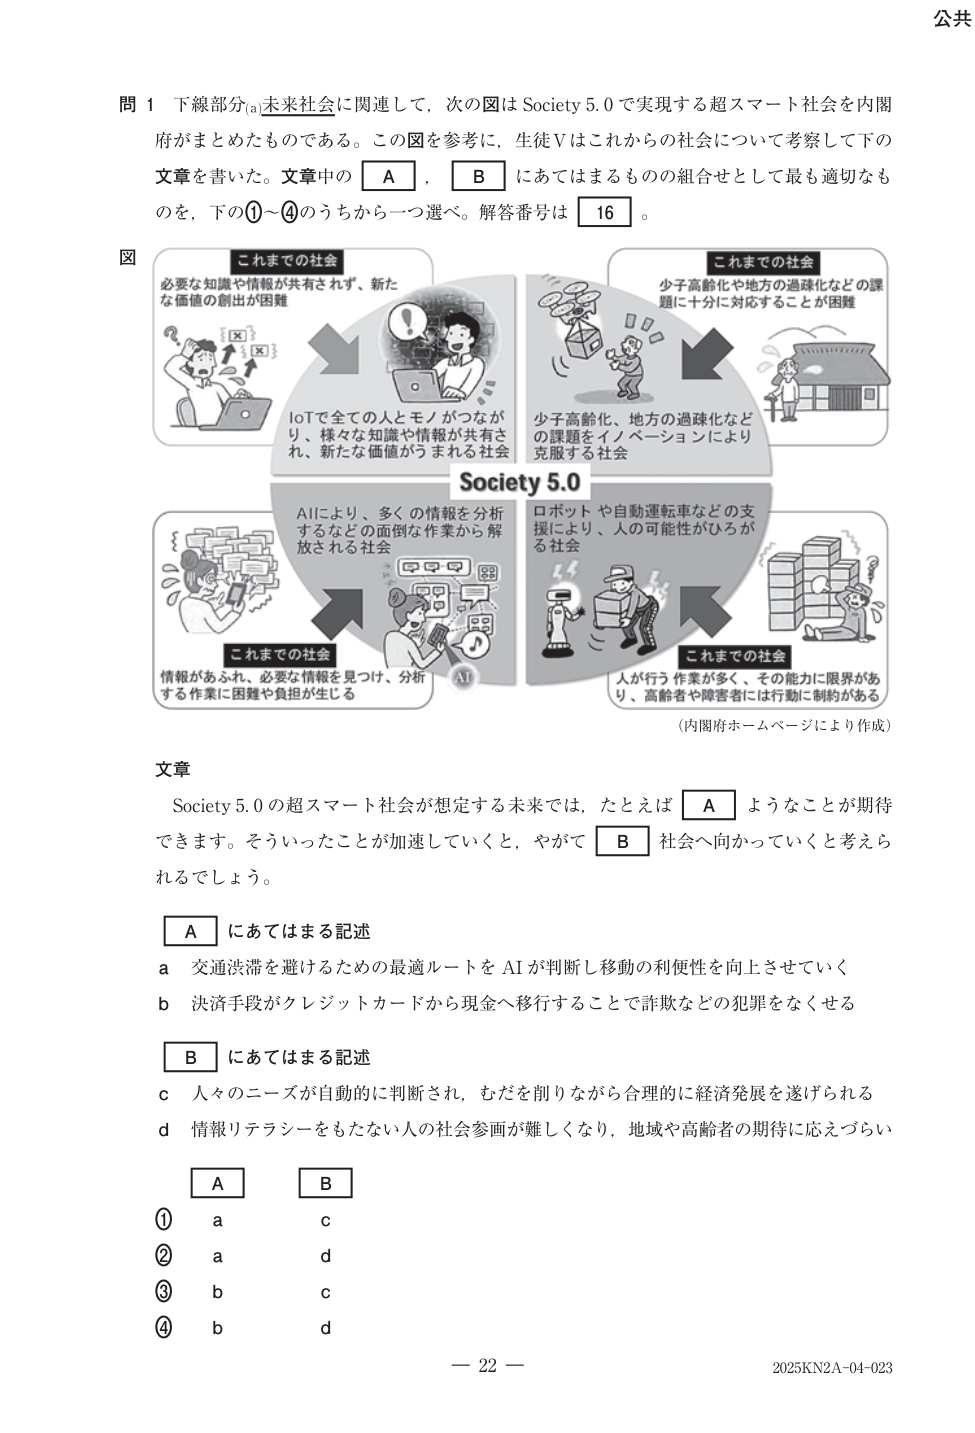 公共
問 1 下線部分(a)未来社会に関連して，次の図は Society 5. 0 で実現する超スマート社会を内閣
府がまとめたものである。この図を参考に，生徒Ｖはこれからの社会について考察して下の
文章を書いた。文章中の A ， B にあてはまるものの組合せとして最も適切なも
のを，下の①～④のうちから一つ選べ。解答番号は 16 。
図
これまでの社会
必要な知識や情報が共有されず、新た
な価値の創出が困難
これまでの社会
少子高齢化や地方の過疎化などの課
題に十分に対応することが困難
IoTで全ての人とモノがつなが
り、様々な知識や情報が共有さ
れ、新たな価値がうまれる社会
少子高齢化、地方の過疎化など
の課題をイノベーションにより
克服する社会
Society 5.0
AIにより、多くの情報を分析
するなどの面倒な作業から解
放される社会
ロボットや自動運転車などの支
援により、人の可能性がひろが
る社会
AI
これまでの社会
情報があふれ、必要な情報を見つけ、分析
する作業に困難や負担が生じる
これまでの社会
人が行う作業が多く、その能力に限界があ
り、高齢者や障害者には行動に制約がある
（内閣府ホームページにより作成）
文章
Society 5. 0 の超スマート社会が想定する未来では，たとえば A ようなことが期待
できます。そういったことが加速していくと，やがて B 社会へ向かっていくと考えら
れるでしょう。
A にあてはまる記述
a 交通渋滞を避けるための最適ルートを AI が判断し移動の利便性を向上させていく
b 決済手段がクレジットカードから現金へ移行することで詐欺などの犯罪をなくせる
B にあてはまる記述
c 人々のニーズが自動的に判断され，むだを削りながら合理的に経済発展を遂げられる
d 情報リテラシーをもたない人の社会参画が難しくなり，地域や高齢者の期待に応えづらい
A B
① a c
② a d
③ b c
④ b d
— 22 —
2025KN2A-04-023